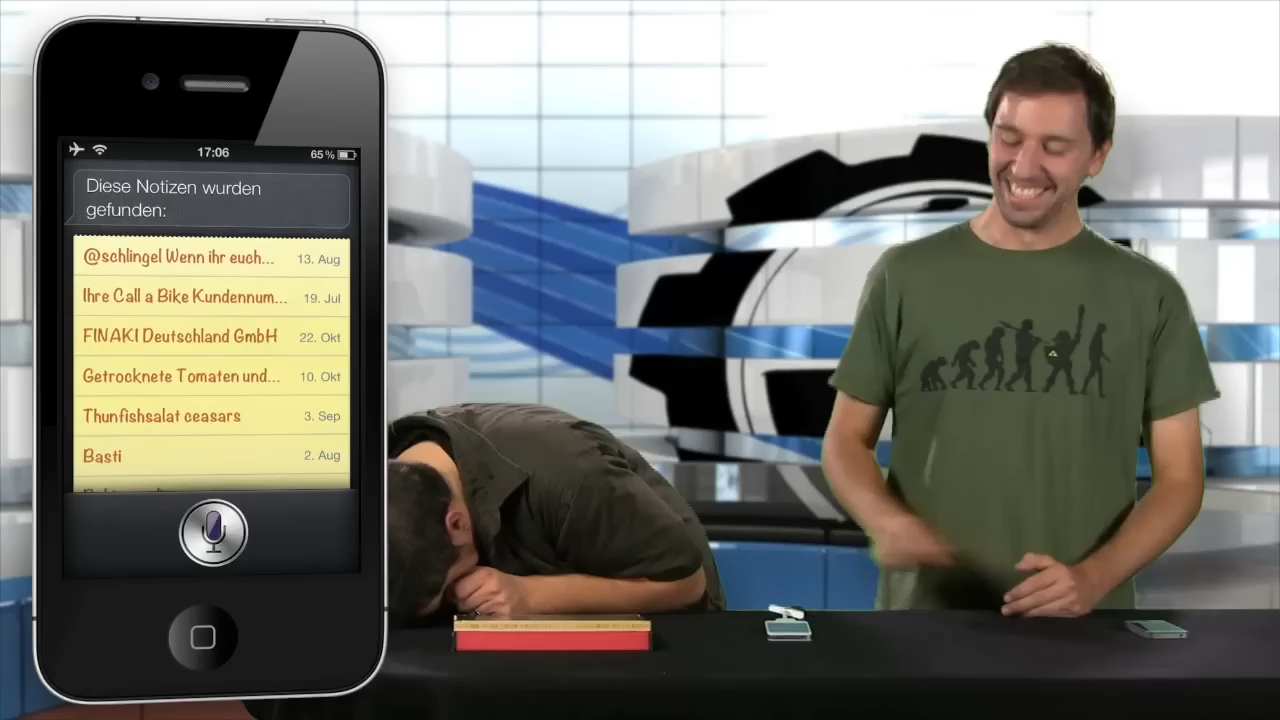 17:06
65%
Diese Notizen wurden
gefunden:
@schlingel Wenn ihr euch... 13. Aug
Ihre Call a Bike Kundennum... 19. Jul
FINAKI Deutschland GmbH 22. Okt
Getrocknete Tomaten und... 10. Okt
Thunfishsalat ceasars 3. Sep
Basti 2. Aug